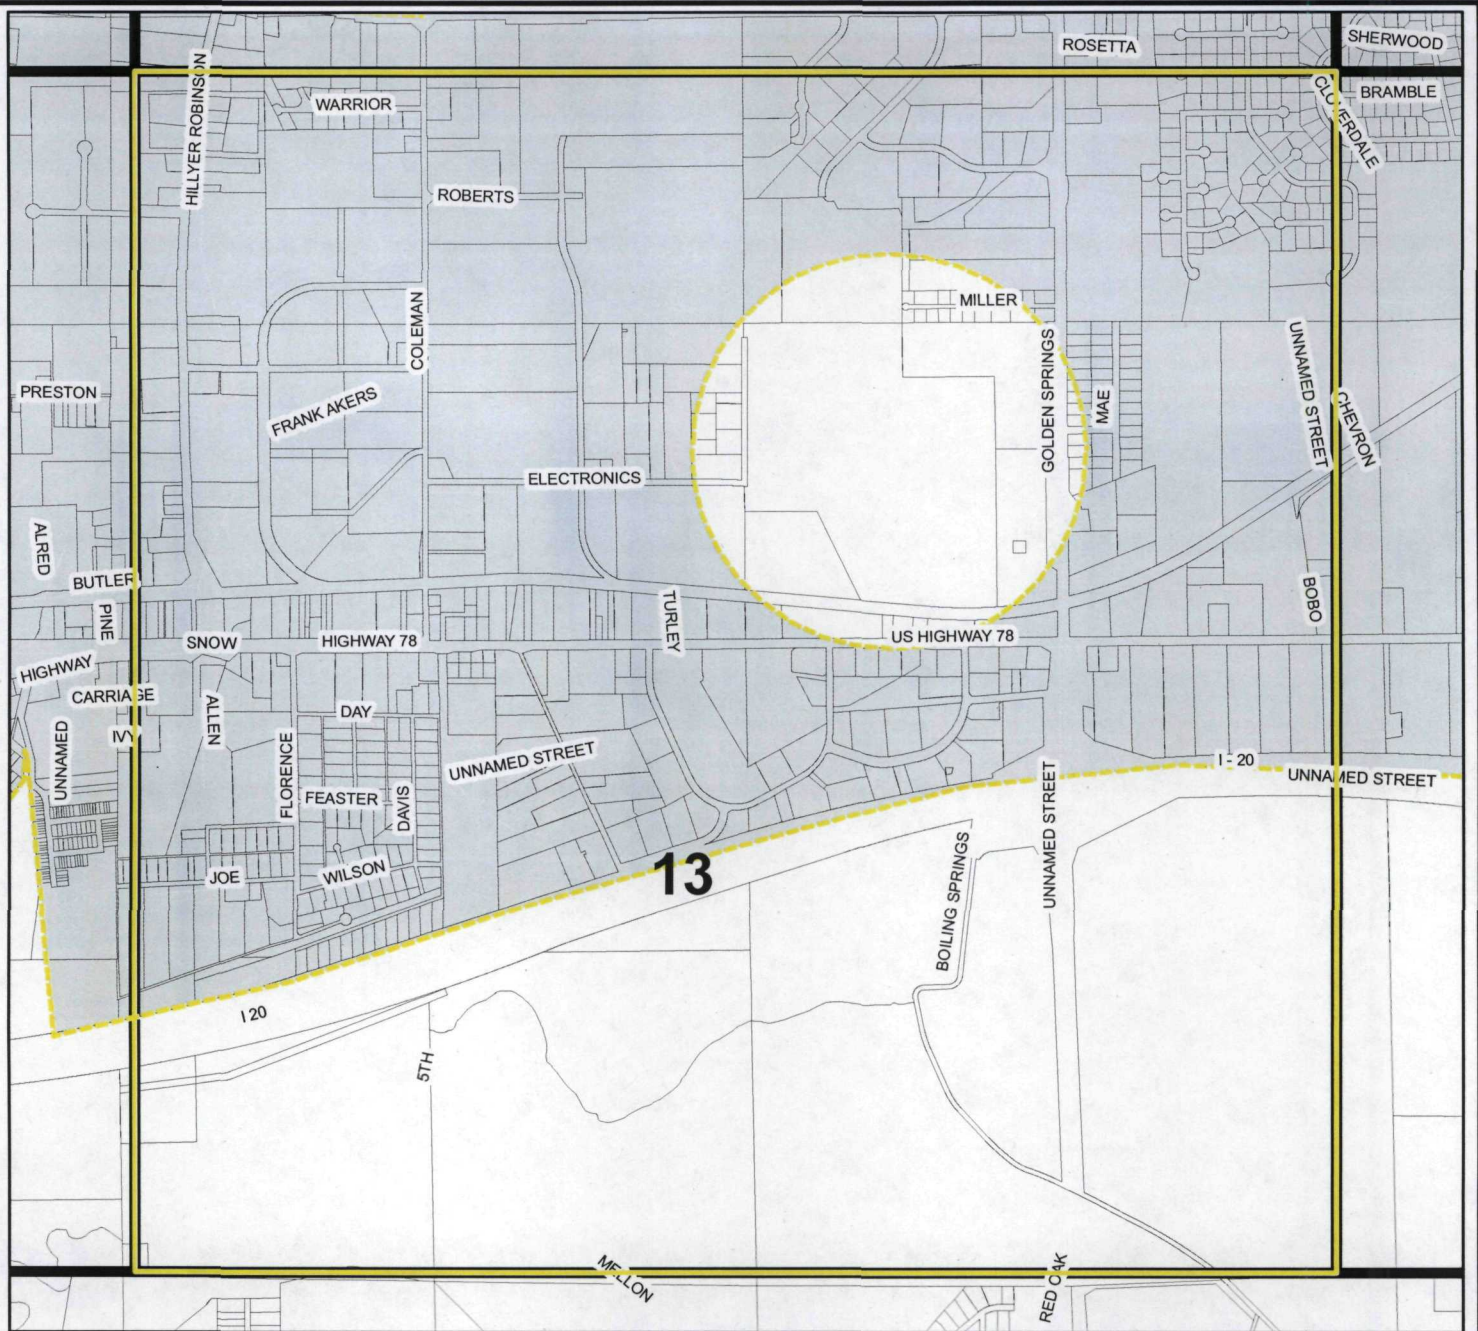 ROSETTA
SHERWOOD
BRAMBLE
CLOVERDALE
HILLYER ROBINSON
WARRIOR
ROBERTS
MILLER
COLEMAN
GOLDEN SPRINGS
UNNAMED STREET
PRESTON
FRANK AKERS
MAE
CHEVRON
ELECTRONICS
ALRED
BUTLER
PINE
TURLEY
BOBO
SNOW
HIGHWAY 78
US HIGHWAY 78
HIGHWAY
CARRIAGE
ALLEN
DAY
IVY
UNNAMED
FLORENCE
UNNAMED STREET
I - 20
UNNAMED STREET
FEASTER
DAVIS
UNNAMED STREET
13
JOE
WILSON
BOILING SPRINGS
I 20
5TH
MELLON
RED OAK